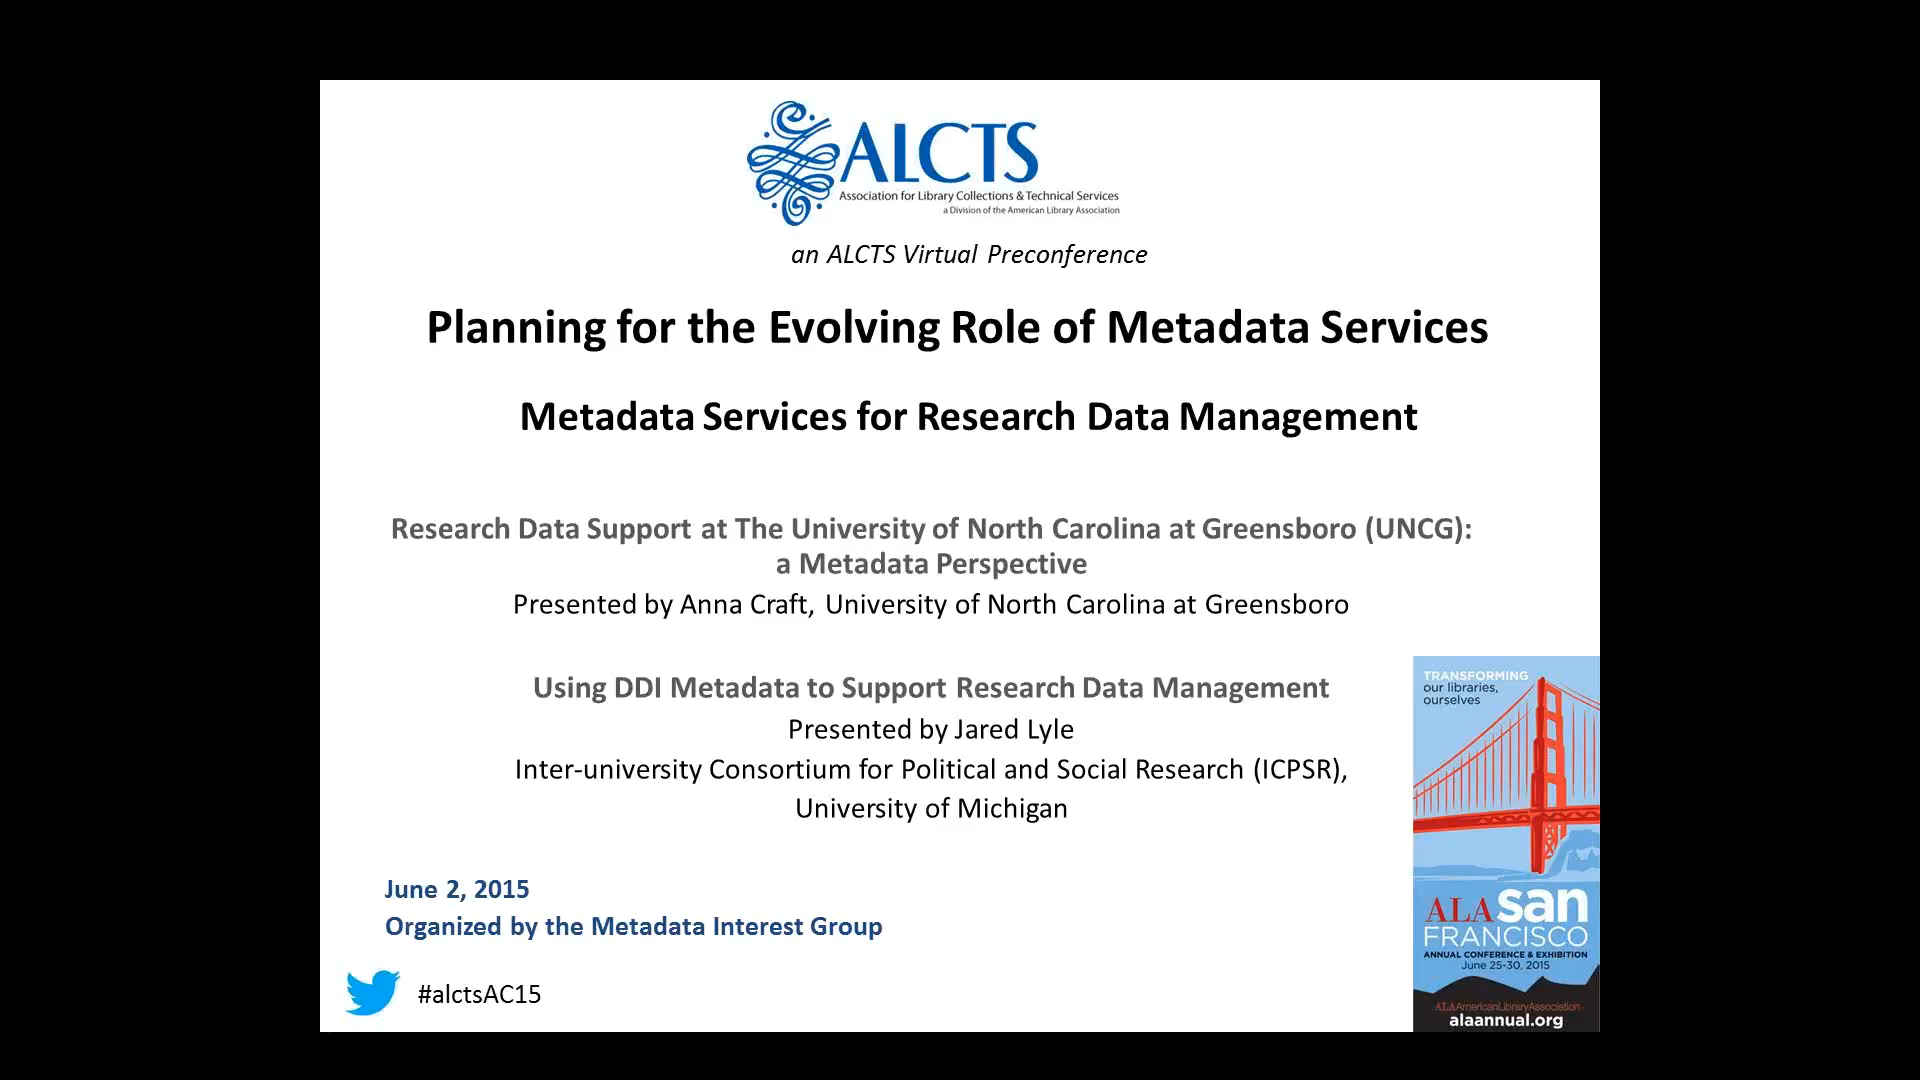 ALCTS
Association for Library Collections & Technical Services
a Division of the American Library Association
an ALCTS Virtual Preconference
Planning for the Evolving Role of Metadata Services
Metadata Services for Research Data Management
Research Data Support at The University of North Carolina at Greensboro (UNCG):
a Metadata Perspective
Presented by Anna Craft, University of North Carolina at Greensboro
Using DDI Metadata to Support Research Data Management
Presented by Jared Lyle
Inter-university Consortium for Political and Social Research (ICPSR),
University of Michigan
June 2, 2015
Organized by the Metadata Interest Group
#alctsAC15
TRANSFORMING
our libraries,
ourselves
ALA san
FRANCISCO
ANNUAL CONFERENCE & EXHIBITION
June 25-30, 2015
ALA AmericanLibraryAssociation
alaannual.org